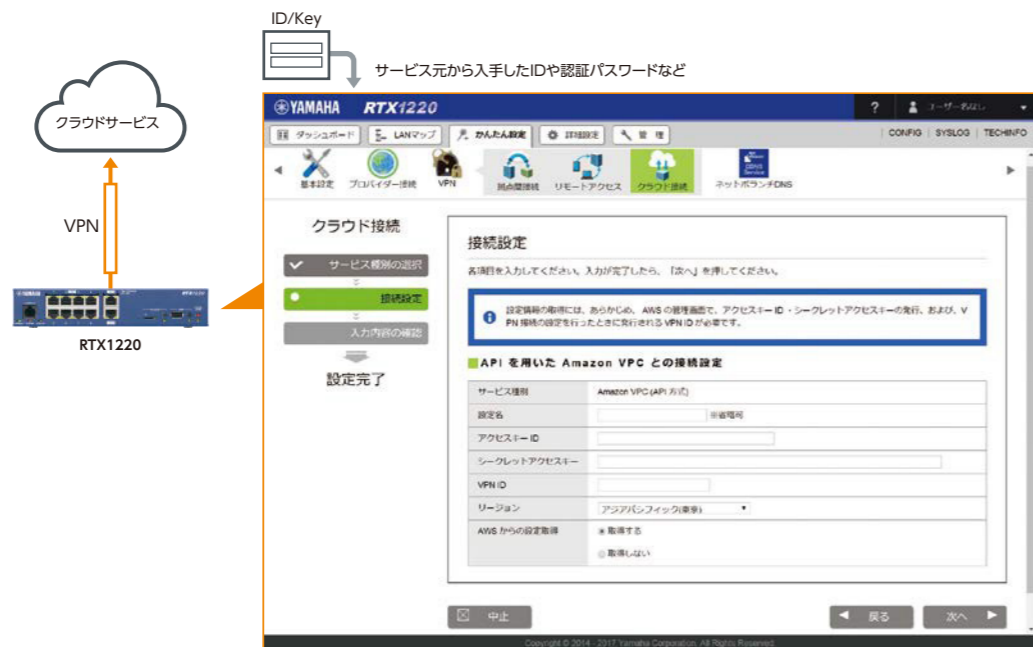 ID/Key
サービス元から入手したIDや認証パスワードなど
クラウドサービス
VPN
RTX1220
YAMAHA RTX1220
? ユーザー名なし
ダッシュボード LANマップ かんたん設定 詳細設定 管理 CONFIG SYSLOG TECHINFO
基本設定 プロバイダー接続 VPN 拠点間接続 リモートアクセス クラウド接続 ネットボランチDNS
クラウド接続
サービス種別の選択
接続設定
入力内容の確認
設定完了
接続設定
各項目を入力してください。入力が完了したら、「次へ」を押してください。
設定情報の取得には、あらかじめ、AWS の管理画面で、アクセスキー ID・シークレットアクセスキーの発行、および、V
PN 接続の設定を行ったときに発行される VPN ID が必要です。
API を用いた Amazon VPC との接続設定
サービス種別 Amazon VPC (API 方式)
設定名 ※省略可
アクセスキー ID
シークレットアクセスキー
VPN ID
リージョン アジアパシフィック(東京)
AWS からの設定取得 取得する
取得しない
中止 戻る 次へ
Copyright © 2014 - 2017 Yamaha Corporation. All Rights Reserved.